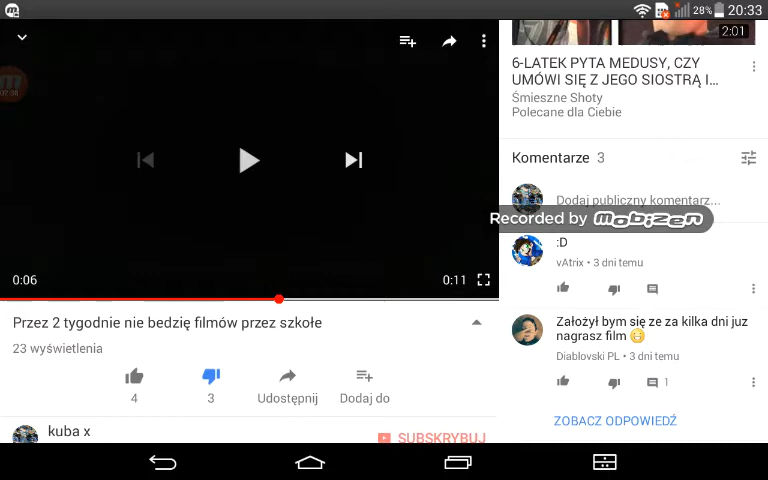 28% 20:33
02:08
0:06
0:11
Przez 2 tygodnie nie bedzię filmów przez szkołe
23 wyświetlenia
4
3
Udostępnij
Dodaj do
kuba x
SUBSKRYBUJ
2:01
6-LATEK PYTA MEDUSY, CZY
UMÓWI SIĘ Z JEGO SIOSTRĄ I...
Śmieszne Shoty
Polecane dla Ciebie
Komentarze 3
Dodaj publiczny komentarz...
Recorded by mobizen
:D
vAtrix • 3 dni temu
Założył bym się ze za kilka dni juz
nagrasz film 😁
Diablovski PL • 3 dni temu
1
ZOBACZ ODPOWIEDŹ